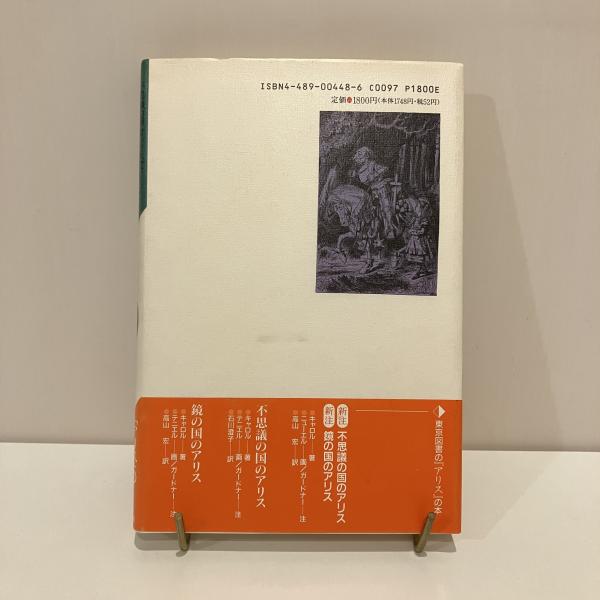 ISBN4-489-00448-6 C0097 P1800E
定価●1800円(本体1748円・税52円)
東京図書の「アリス」の本
新注 不思議の国のアリス
新注 鏡の国のアリス
●キャロル——著
●ニューエル——画/ガードナー——注
●高山 宏——訳
不思議の国のアリス
●キャロル——著
●テニエル——画/ガードナー——注
●石川澄子——訳
鏡の国のアリス
●キャロル——著
●テニエル——画/ガードナー——注
●高山 宏——訳